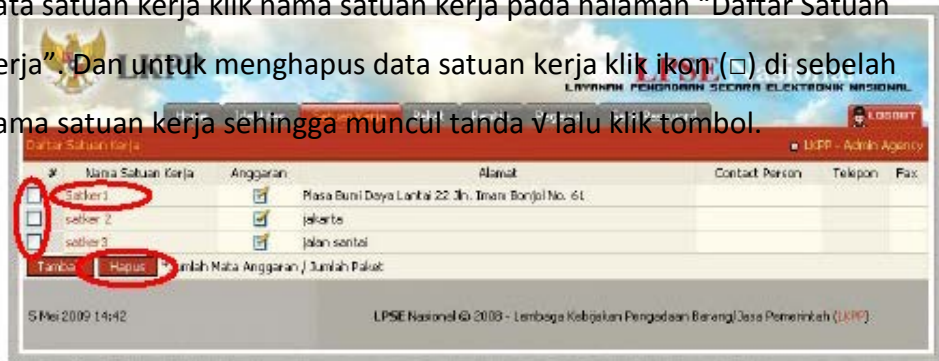 ata satuan kerja klik nama satuan kerja pada halaman "Daftar Satuan
erja". Dan untuk menghapus data satuan kerja klik ikon (□) di sebelah
LKPP
LPSE Nasional
LAYANAN PENGADAAN SECARA ELEKTRONIK NASIONAL
ama satuan kerja sehingga muncul tanda √ lalu klik tombol.
LOGOUT
Daftar Satuan Kerja LKPP - Admin Agency
# Nama Satuan Kerja Anggaran Alamat Contact Person Telepon Fax
Satker1 Plasa Bumi Daya Lantai 22 Jln. Imam Bonjol No. 61
satker 2 jakarta
satker3 jalan santai
Tambah Hapus *Jumlah Mata Anggaran / Jumlah Paket
5 Mei 2009 14:42 LPSE Nasional © 2008 - Lembaga Kebijakan Pengadaan Barang/Jasa Pemerintah (LKPP)